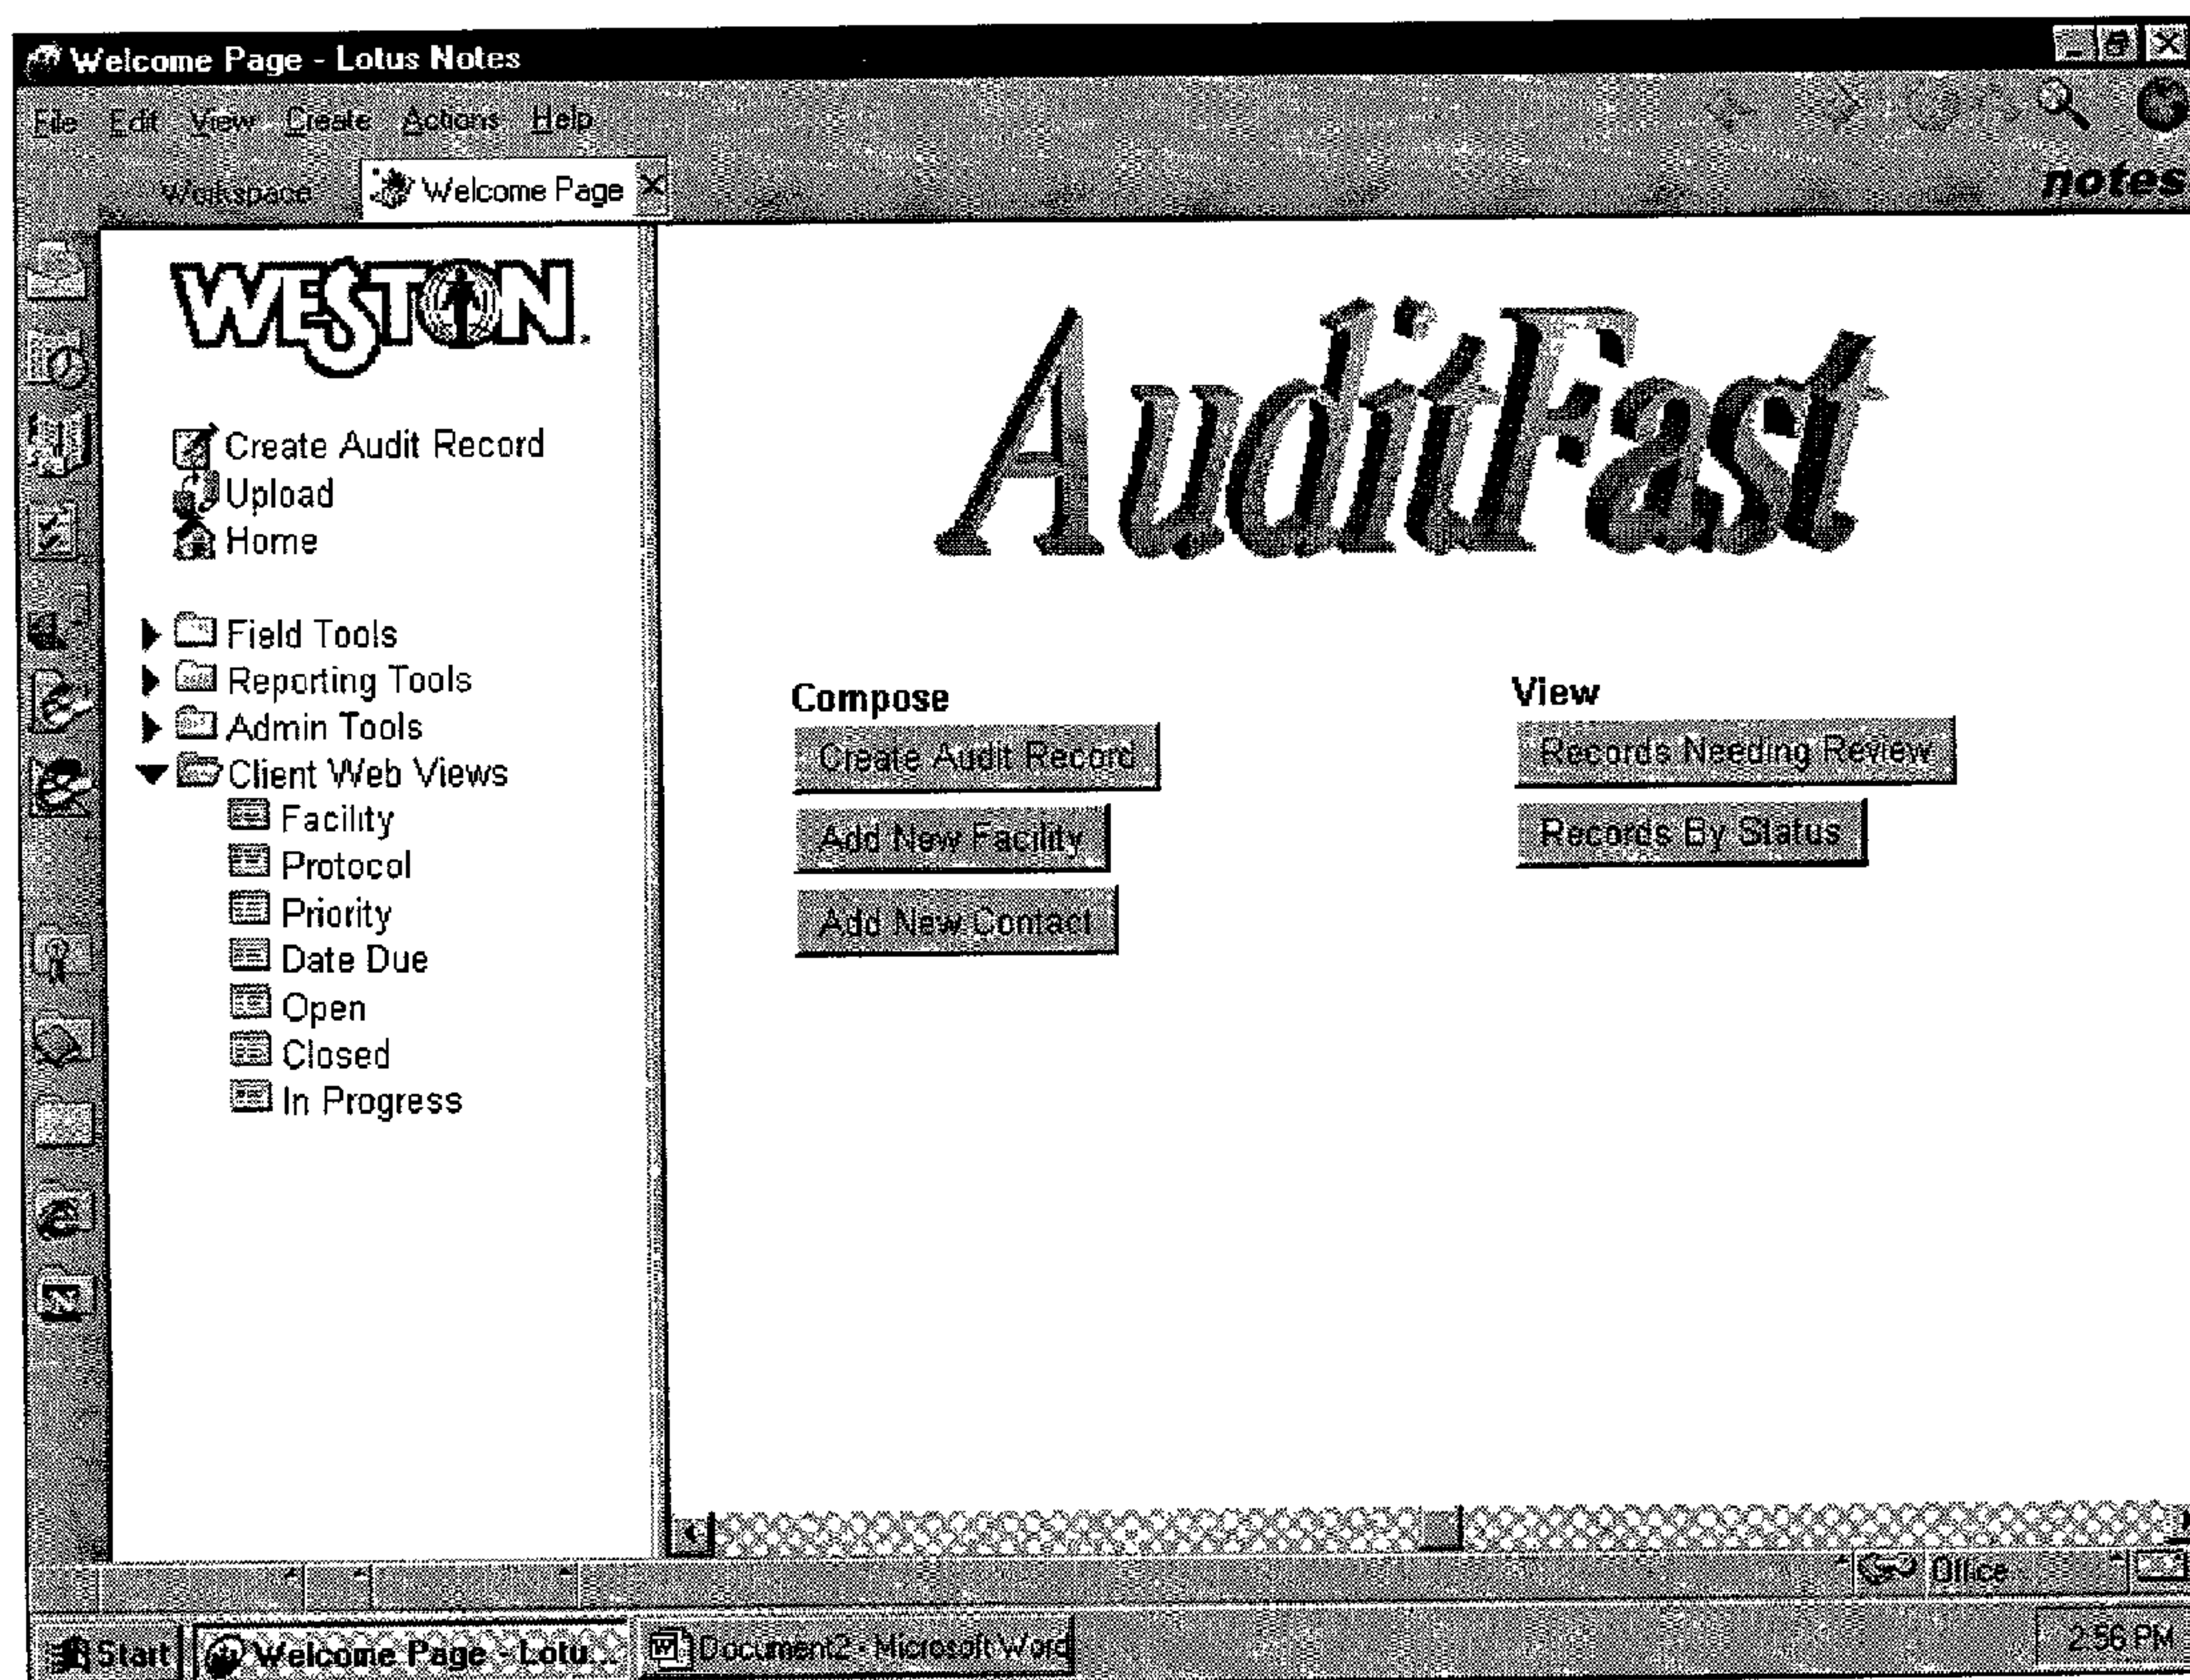 Welcome Page - Lotus Notes
File Edit View Create Actions Help
Workspace Welcome Page
notes
WESTON
Create Audit Record
Upload
Home
Field Tools
Reporting Tools
Admin Tools
Client Web Views
Facility
Protocol
Priority
Date Due
Open
Closed
In Progress
AuditFast
Compose
Create Audit Record
Add New Facility
Add New Contact
View
Records Needing Review
Records By Status
Office
Start Welcome Page - Lotu... Document2 - Microsoft Word 2:56 PM